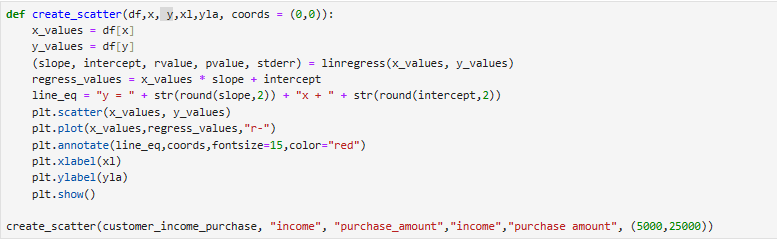 def create_scatter(df,x, y,xl,yla, coords = (0,0)):
    x_values = df[x]
    y_values = df[y]
    (slope, intercept, rvalue, pvalue, stderr) = linregress(x_values, y_values)
    regress_values = x_values * slope + intercept
    line_eq = "y = " + str(round(slope,2)) + "x + " + str(round(intercept,2))
    plt.scatter(x_values, y_values)
    plt.plot(x_values,regress_values,"r-")
    plt.annotate(line_eq,coords,fontsize=15,color="red")
    plt.xlabel(xl)
    plt.ylabel(yla)
    plt.show()
create_scatter(customer_income_purchase, "income", "purchase_amount","income","purchase amount", (5000,25000))